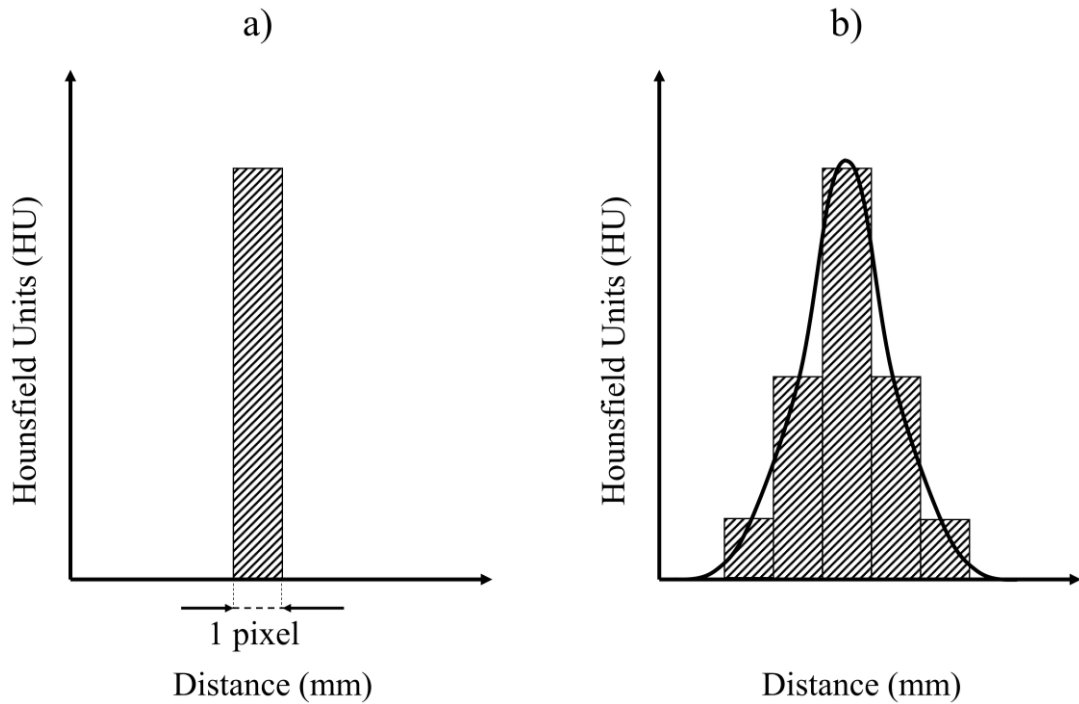 a)
Hounsfield Units (HU)
1 pixel
Distance (mm)
b)
Hounsfield Units (HU)
Distance (mm)